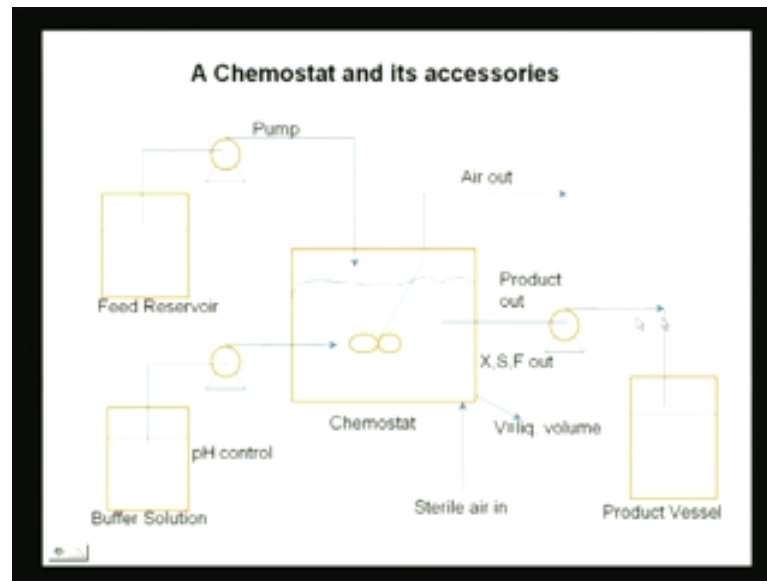 A Chemostat and its accessories
Pump
Air out
Feed Reservoir
Product
out
X,S,F out
Chemostat
V=liq. volume
pH control
Buffer Solution
Sterile air in
Product Vessel